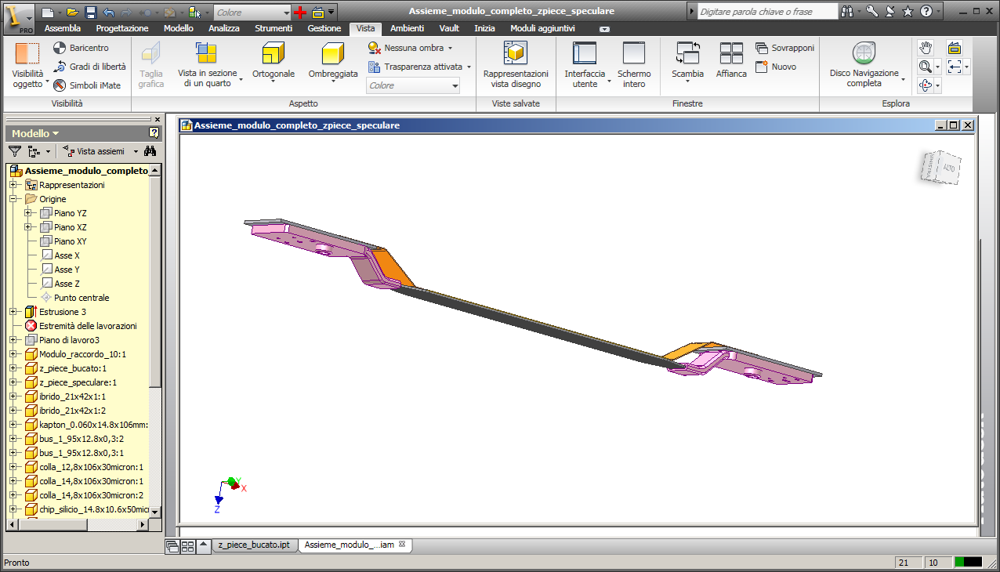 Colore
Assieme_modulo_completo_zpiece_speculare
Digitare parola chiave o frase
PRO
Assembla
Progettazione
Modello
Analizza
Strumenti
Gestione
Vista
Ambienti
Vault
Inizia
Moduli aggiuntivi
Visibilità
oggetto
Baricentro
Gradi di libertà
Simboli iMate
Visibilità
Taglia
grafica
Vista in sezione
di un quarto
Ortogonale
Ombreggiata
Nessuna ombra
Trasparenza attivata
Colore
Aspetto
Rappresentazioni
vista disegno
Viste salvate
Interfaccia
utente
Schermo
intero
Scambia
Affianca
Sovrapponi
Nuovo
Finestre
Disco Navigazione
completa
Esplora
Modello
Vista assiemi
Assieme_modulo_completo
Rappresentazioni
Origine
Piano YZ
Piano XZ
Piano XY
Asse X
Asse Y
Asse Z
Punto centrale
Estrusione 3
Estremità delle lavorazioni
Piano di lavoro3
Modulo_raccordo_10:1
z_piece_bucato:1
z_piece_speculare:1
ibrido_21x42x1:1
ibrido_21x42x1:2
kapton_0.060x14.8x106mm:
bus_1_95x12.8x0,3:2
bus_1_95x12.8x0,3:1
colla_12,8x106x30micron:1
colla_14,8x106x30micron:1
colla_14,8x106x30micron:2
chip_silicio_14.8x10.6x50micr
Assieme_modulo_completo_zpiece_speculare
SINISTRA
ALTO
Y
X
Z
z_piece_bucato.ipt
Assieme_modulo_...iam
Pronto
21
10